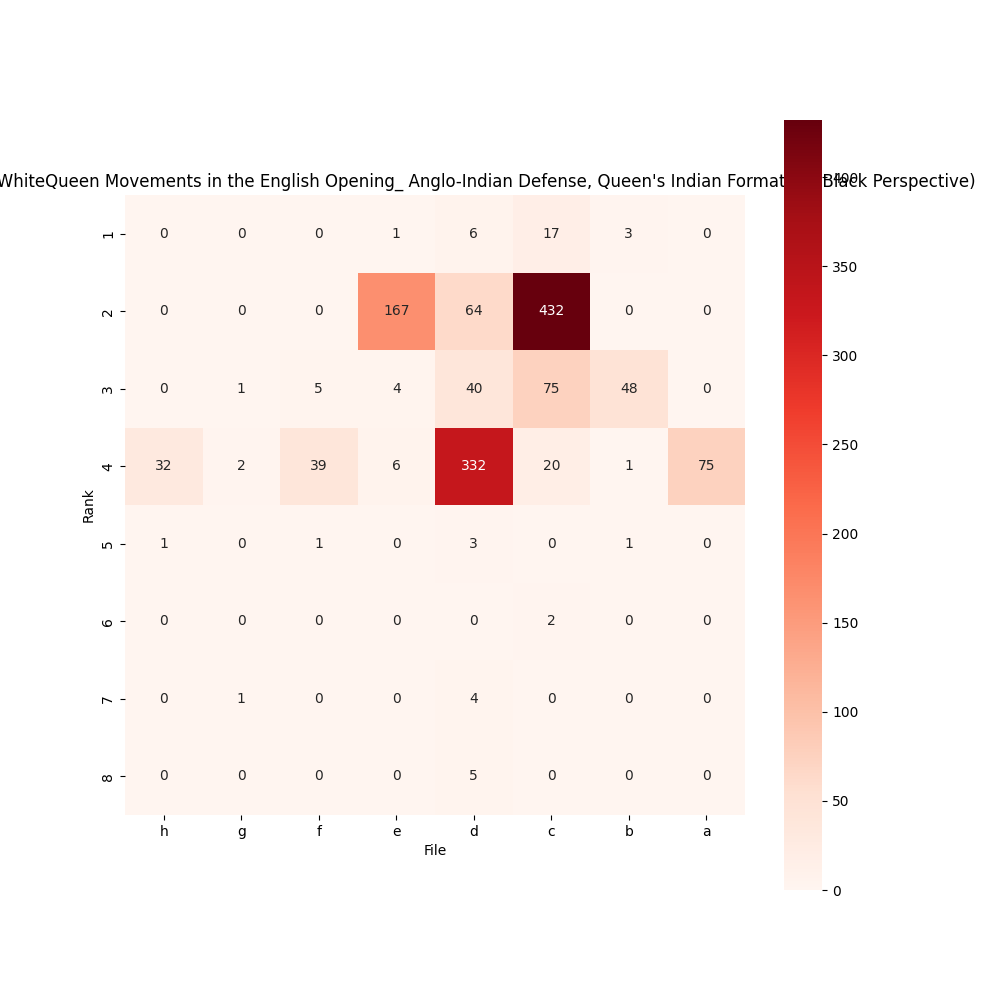 WhiteQueen Movements in the English Opening_ Anglo-Indian Defense, Queen's Indian Format Black Perspective)
400
1 0 0 0 1 6 17 3 0
350
2 0 0 0 167 64 432 0 0
300
3 0 1 5 4 40 75 48 0
250
4 32 2 39 6 332 20 1 75
Rank
200
5 1 0 1 0 3 0 1 0
150
6 0 0 0 0 0 2 0 0
100
7 0 1 0 0 4 0 0 0
50
8 0 0 0 0 5 0 0 0
h g f e d c b a
File
0